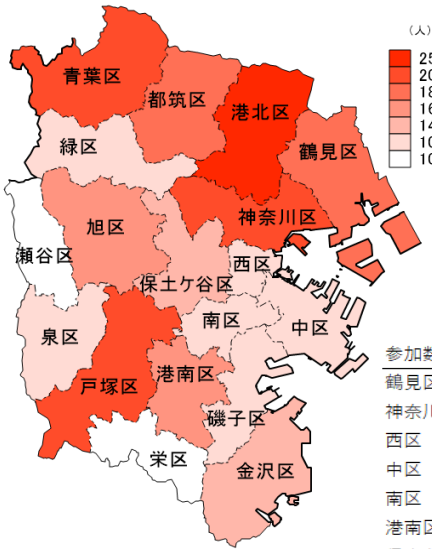 (人)
25
20
18
16
14
10
10
青葉区
都筑区
港北区
緑区
鶴見区
神奈川区
旭区
瀬谷区
保土ケ谷区
西区
南区
中区
泉区
戸塚区
港南区
磯子区
栄区
金沢区
参加数
鶴見区
神奈川
西区
中区
南区
港南区